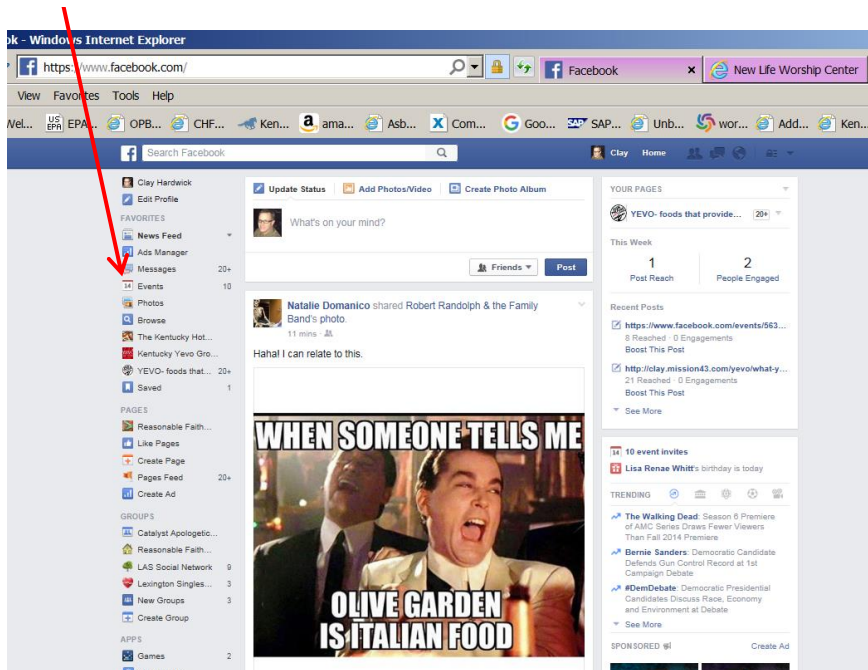 ok - Windows Internet Explorer
https://www.facebook.com/
Facebook
x
New Life Worship Center
View Favorites Tools Help
Wel...
US EPA
EPA...
OPB...
CHF...
Ken...
ama...
Asb...
Com...
Goo...
SAP
SAP...
Unb...
wor...
Add...
Ken...
Search Facebook
Clay Home
Clay Hardwick
Edit Profile
FAVORITES
News Feed
Ads Manager
Messages 20+
Events 10
Photos
Browse
The Kentucky Hot...
Kentucky Yevo Gro...
YEVO- foods that... 20+
Saved 1
PAGES
Reasonable Faith...
Like Pages
Create Page
Pages Feed 20+
Create Ad
GROUPS
Catalyst Apologetic...
Reasonable Faith...
LAS Social Network 9
Lexington Singles... 3
New Groups 3
Create Group
APPS
Games 2
Update Status Add Photos/Video Create Photo Album
What's on your mind?
Friends Post
Natalie Domanico shared Robert Randolph & the Family
Band's photo.
11 mins ·
Haha! I can relate to this.
WHEN SOMEONE TELLS ME
OLIVE GARDEN
IS ITALIAN FOOD
YOUR PAGES
YEVO- foods that provide... 20+
This Week
1 2
Post Reach People Engaged
Recent Posts
https://www.facebook.com/events/563...
8 Reached · 0 Engagements
Boost This Post
http://clay.mission43.com/yevo/what-y...
21 Reached · 0 Engagements
Boost This Post
See More
14 10 event invites
Lisa Renae Whitt's birthday is today
TRENDING
The Walking Dead: Season 6 Premiere
of AMC Series Draws Fewer Viewers
Than Fall 2014 Premiere
Bernie Sanders: Democratic Candidate
Defends Gun Control Record at 1st
Campaign Debate
#DemDebate: Democratic Presidential
Candidates Discuss Race, Economy
and Environment at Debate
See More
SPONSORED Create Ad